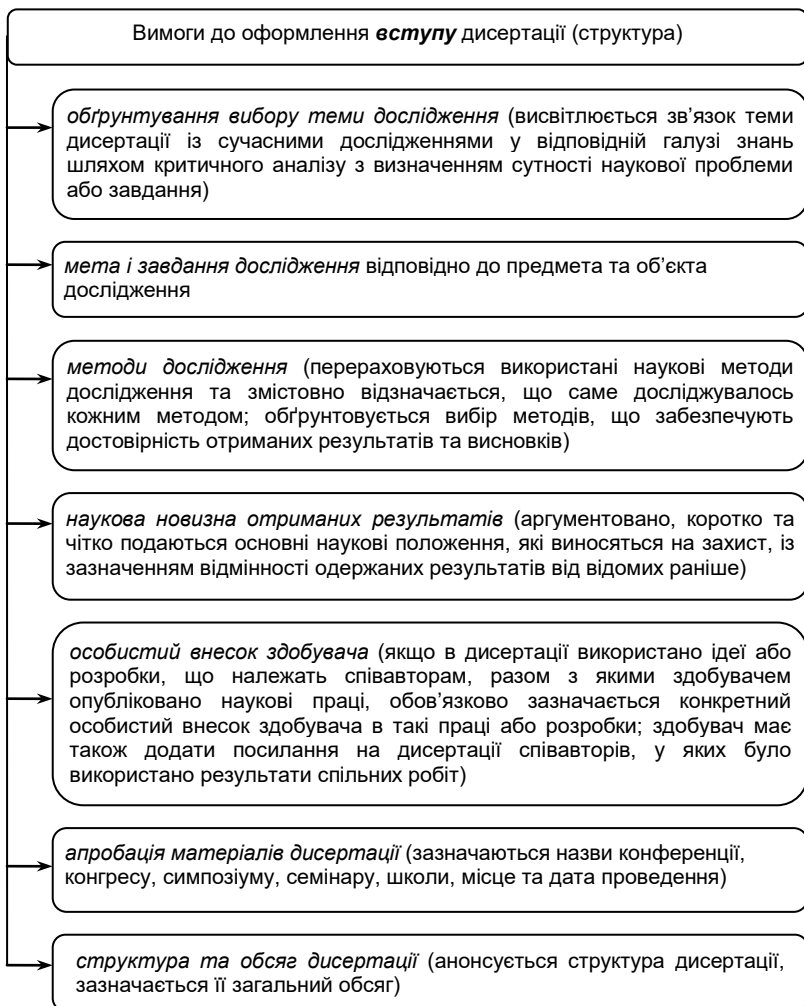 Вимоги до оформлення вступу дисертації (структура)
обґрунтування вибору теми дослідження (висвітлюється зв’язок теми
дисертації із сучасними дослідженнями у відповідній галузі знань
шляхом критичного аналізу з визначенням сутності наукової проблеми
або завдання)
мета і завдання дослідження відповідно до предмета та об’єкта
дослідження
методи дослідження (перераховуються використані наукові методи
дослідження та змістовно відзначається, що саме досліджувалось
кожним методом; обґрунтовується вибір методів, що забезпечують
достовірність отриманих результатів та висновків)
наукова новизна отриманих результатів (аргументовано, коротко та
чітко подаються основні наукові положення, які виносяться на захист, із
зазначенням відмінності одержаних результатів від відомих раніше)
особистий внесок здобувача (якщо в дисертації використано ідеї або
розробки, що належать співавторам, разом з якими здобувачем
опубліковано наукові праці, обов’язково зазначається конкретний
особистий внесок здобувача в такі праці або розробки; здобувач має
також додати посилання на дисертації співавторів, у яких було
використано результати спільних робіт)
апробація матеріалів дисертації (зазначаються назви конференції,
конгресу, симпозіуму, семінару, школи, місце та дата проведення)
структура та обсяг дисертації (анонсується структура дисертації,
зазначається її загальний обсяг)